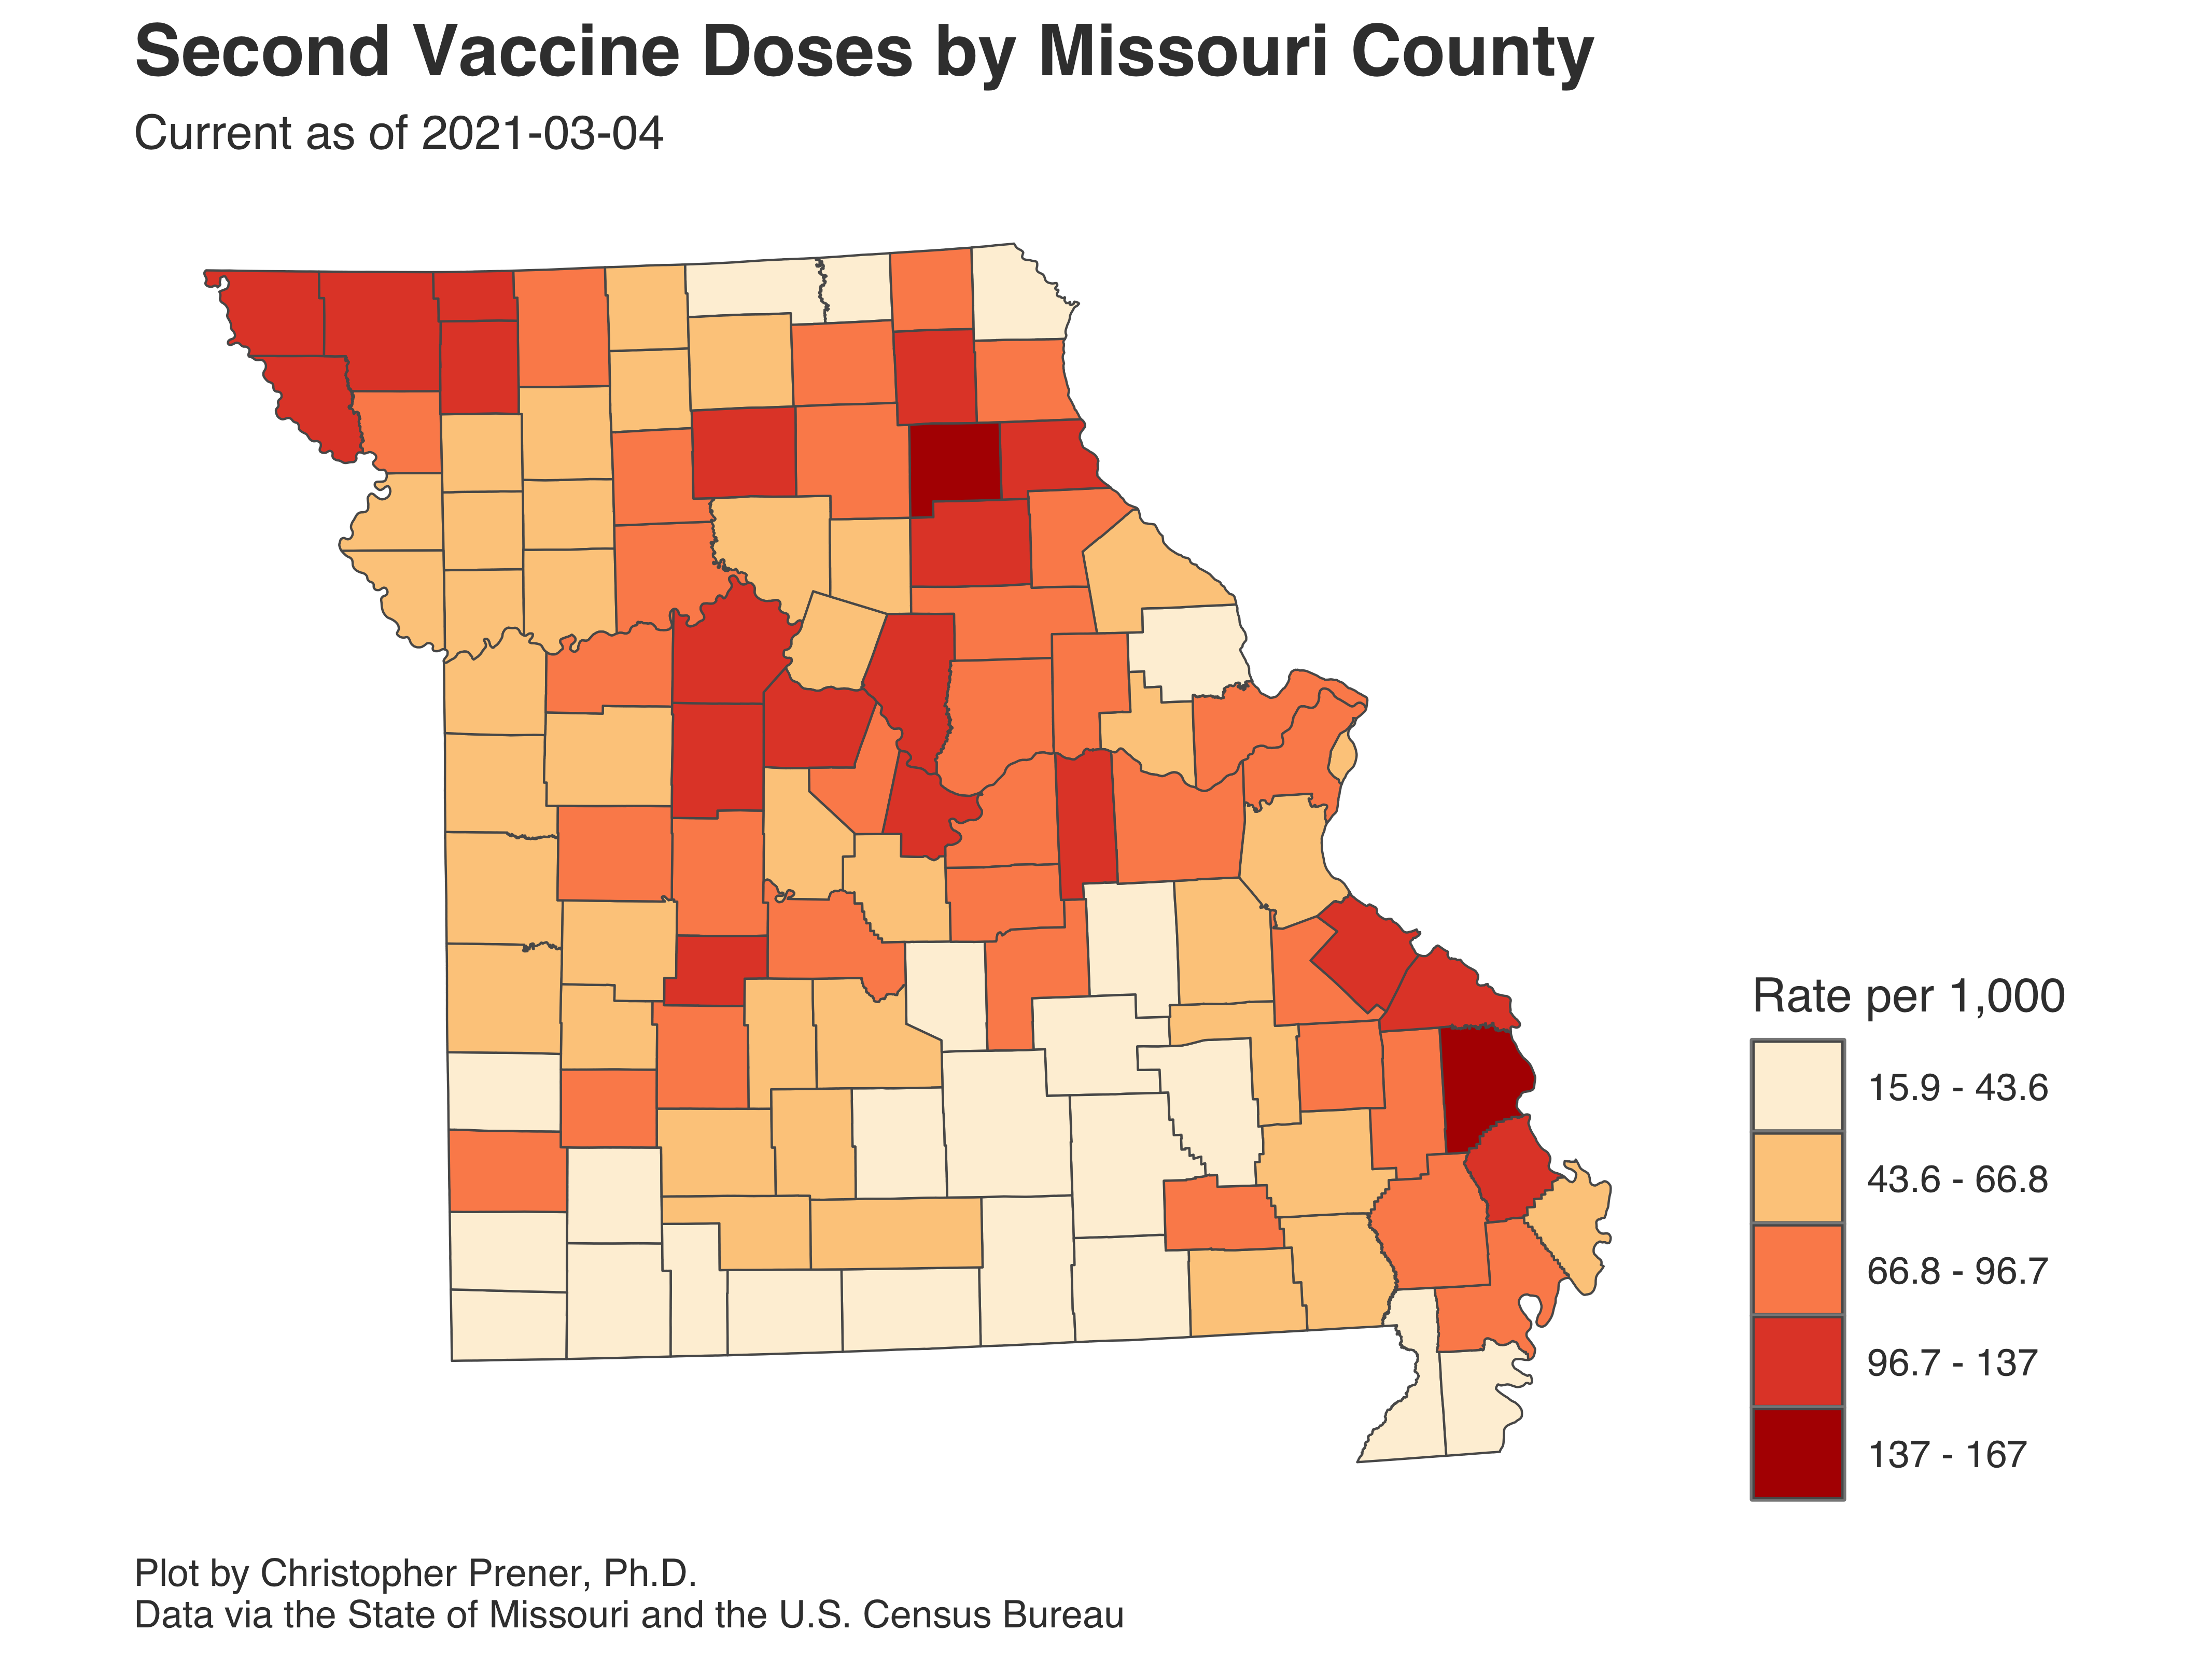 Second Vaccine Doses by Missouri County
Current as of 2021-03-04
Rate per 1,000
15.9 - 43.6
43.6 - 66.8
66.8 - 96.7
96.7 - 137
137 - 167
Plot by Christopher Prener, Ph.D.
Data via the State of Missouri and the U.S. Census Bureau